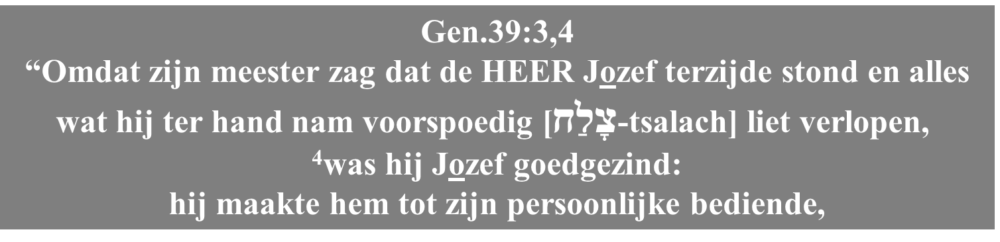 Gen.39:3,4
“Omdat zijn meester zag dat de HEER Jozef terzijde stond en alles
wat hij ter hand nam voorspoedig [צָלַח-tsalach] liet verlopen,
⁴was hij Jozef goedgezind:
hij maakte hem tot zijn persoonlijke bediende,